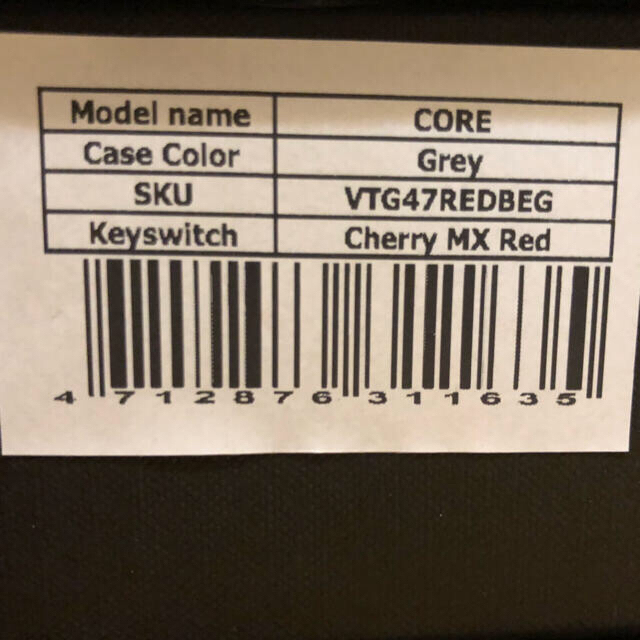 Model name CORE
Case Color Grey
SKU VTG47REDBEG
Keyswitch Cherry MX Red
4 712876 311635